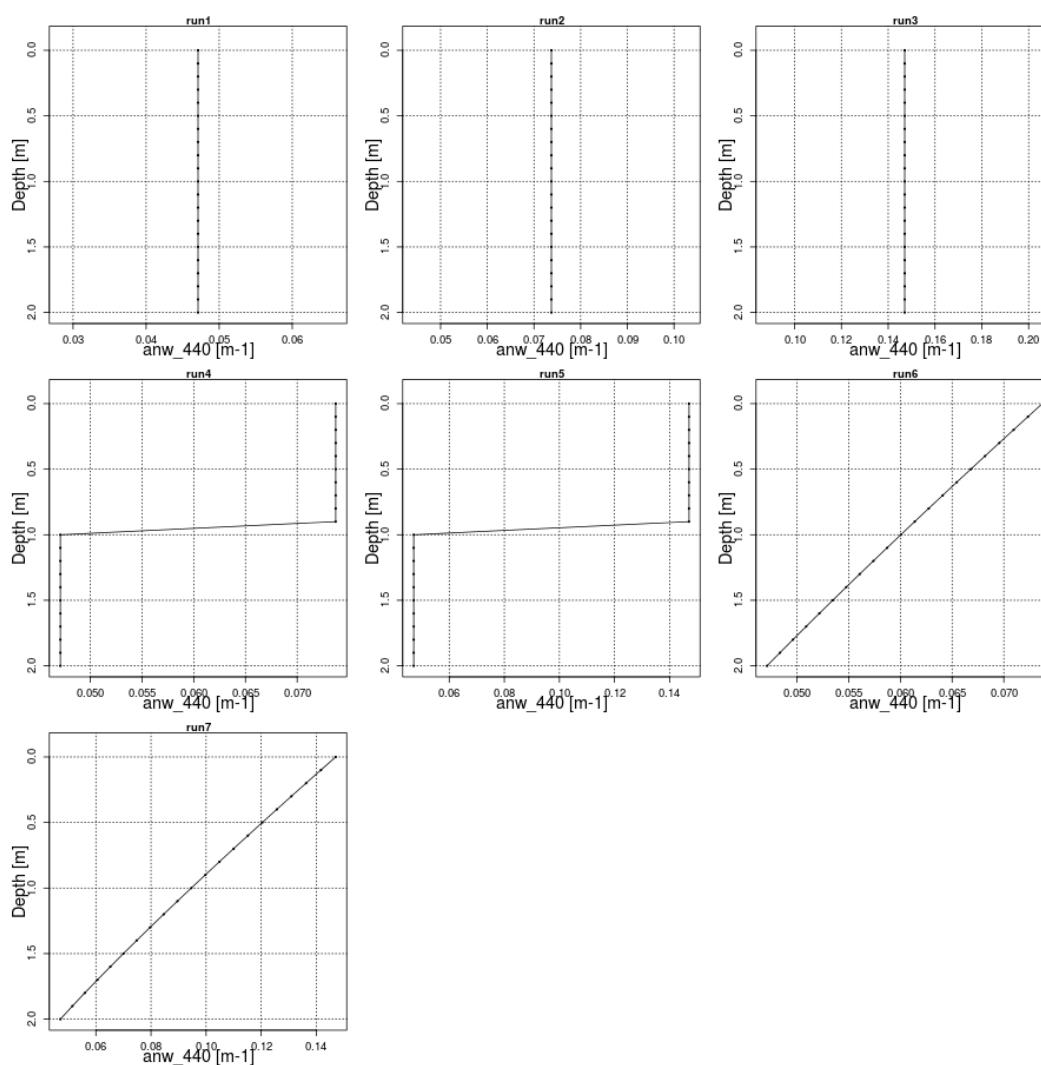 run1
0.0
0.5
1.0
1.5
2.0
Depth [m]
0.03 0.04 0.05 0.06
anw_440 [m-1]
run2
0.0
0.5
1.0
1.5
2.0
Depth [m]
0.05 0.06 0.07 0.08 0.09 0.10
anw_440 [m-1]
run3
0.0
0.5
1.0
1.5
2.0
Depth [m]
0.10 0.12 0.14 0.16 0.18 0.20
anw_440 [m-1]
run4
0.0
0.5
1.0
1.5
2.0
Depth [m]
0.050 0.055 0.060 0.065 0.070
anw_440 [m-1]
run5
0.0
0.5
1.0
1.5
2.0
Depth [m]
0.06 0.08 0.10 0.12 0.14
anw_440 [m-1]
run6
0.0
0.5
1.0
1.5
2.0
Depth [m]
0.050 0.055 0.060 0.065 0.070
anw_440 [m-1]
run7
0.0
0.5
1.0
1.5
2.0
Depth [m]
0.06 0.08 0.10 0.12 0.14
anw_440 [m-1]